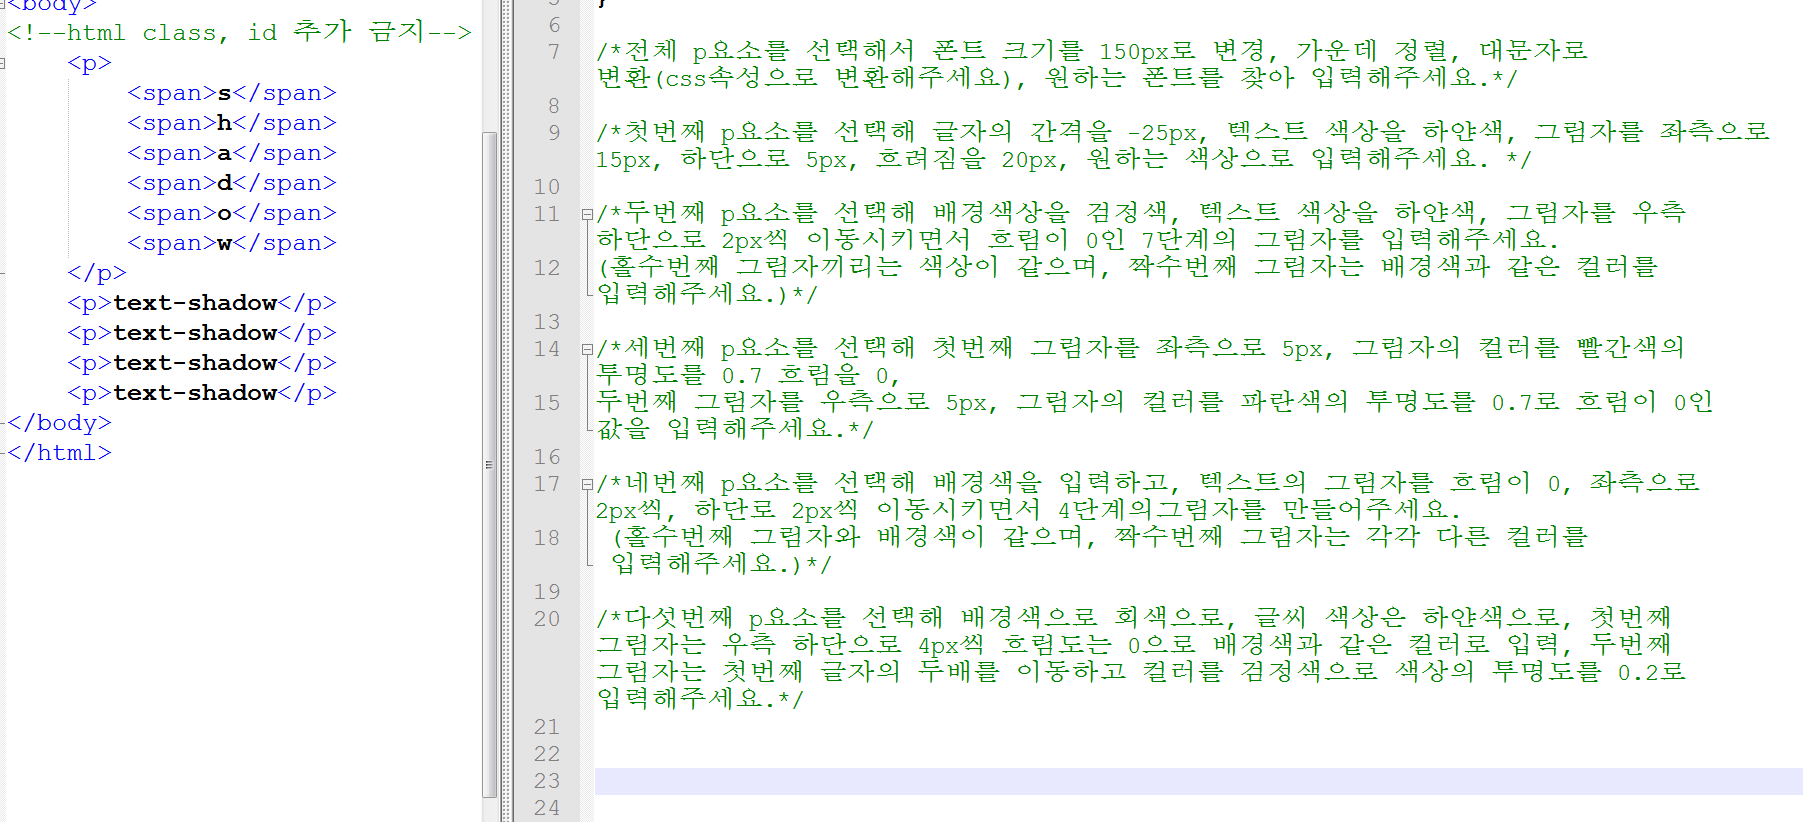 <body>
<!--html class, id 추가 금지-->
<p>
<span>s</span>
<span>h</span>
<span>a</span>
<span>d</span>
<span>o</span>
<span>w</span>
</p>
<p>text-shadow</p>
<p>text-shadow</p>
<p>text-shadow</p>
<p>text-shadow</p>
</body>
</html>
6
7 /*전체 p요소를 선택해서 폰트 크기를 150px로 변경, 가운데 정렬, 대문자로
변환(css속성으로 변환해주세요), 원하는 폰트를 찾아 입력해주세요.*/
8
9 /*첫번째 p요소를 선택해 글자의 간격을 -25px, 텍스트 색상을 하얀색, 그림자를 좌측으로
15px, 하단으로 5px, 흐려짐을 20px, 원하는 색상으로 입력해주세요. */
10
11 /*두번째 p요소를 선택해 배경색상을 검정색, 텍스트 색상을 하얀색, 그림자를 우측
하단으로 2px씩 이동시키면서 흐림이 0인 7단계의 그림자를 입력해주세요.
12 (홀수번째 그림자끼리는 색상이 같으며, 짝수번째 그림자는 배경색과 같은 컬러를
입력해주세요.)*/
13
14 /*세번째 p요소를 선택해 첫번째 그림자를 좌측으로 5px, 그림자의 컬러를 빨간색의
투명도를 0.7 흐림을 0,
15 두번째 그림자를 우측으로 5px, 그림자의 컬러를 파란색의 투명도를 0.7로 흐림이 0인
값을 입력해주세요.*/
16
17 /*네번째 p요소를 선택해 배경색을 입력하고, 텍스트의 그림자를 흐림이 0, 좌측으로
2px씩, 하단로 2px씩 이동시키면서 4단계의그림자를 만들어주세요.
18 (홀수번째 그림자와 배경색이 같으며, 짝수번째 그림자는 각각 다른 컬러를
입력해주세요.)*/
19
20 /*다섯번째 p요소를 선택해 배경색으로 회색으로, 글씨 색상은 하얀색으로, 첫번째
그림자는 우측 하단으로 4px씩 흐림도는 0으로 배경색과 같은 컬러로 입력, 두번째
그림자는 첫번째 글자의 두배를 이동하고 컬러를 검정색으로 색상의 투명도를 0.2로
입력해주세요.*/
21
22
23
24